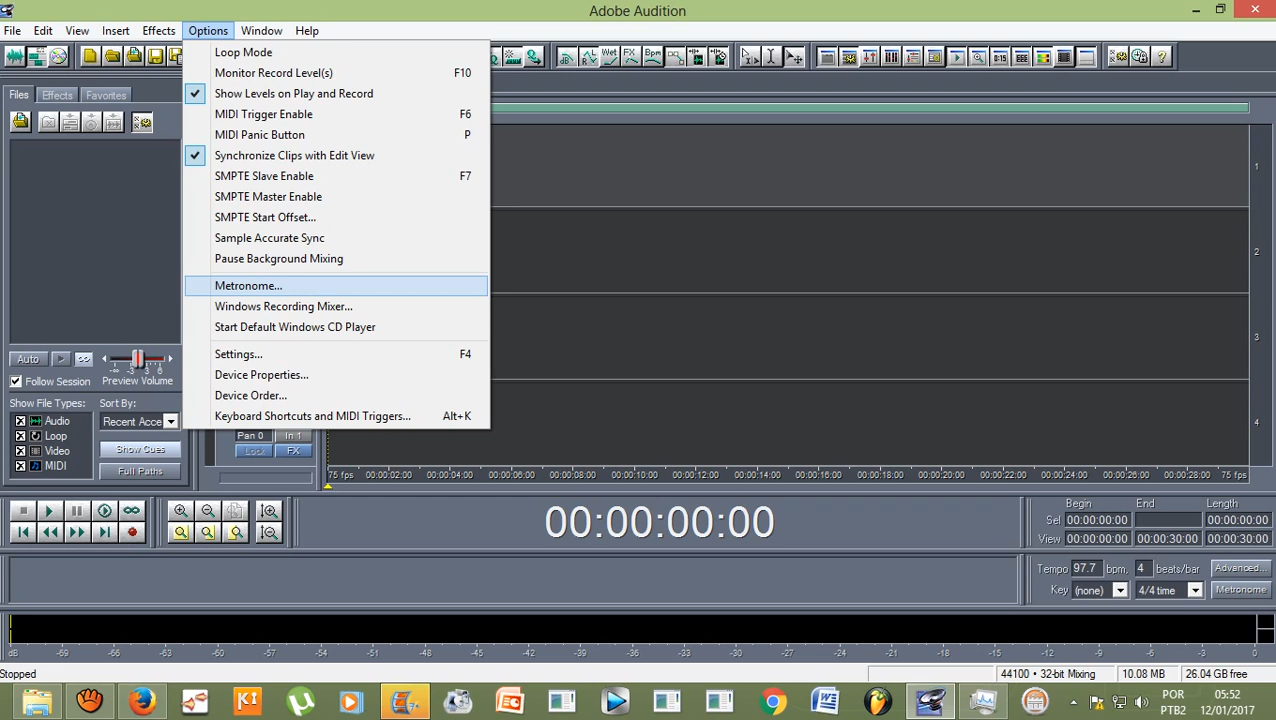 Adobe Audition
File Edit View Insert Effects Options Window Help
Wet FX Bpm
Files Effects Favorites
Loop Mode
Monitor Record Level(s) F10
Show Levels on Play and Record
MIDI Trigger Enable F6
MIDI Panic Button P
Synchronize Clips with Edit View
SMPTE Slave Enable F7
SMPTE Master Enable
SMPTE Start Offset...
Sample Accurate Sync
Pause Background Mixing
Metronome...
Windows Recording Mixer...
Start Default Windows CD Player
Settings... F4
Device Properties...
Device Order...
Keyboard Shortcuts and MIDI Triggers... Alt+K
1
2
3
4
Auto
-∞ -3 3 6
Follow Session Preview Volume
Show File Types: Sort By:
Audio Recent Acce
Loop
Video Show Cues
MIDI Full Paths
Pan 0 In 1
Lock FX
75 fps 00:00:02:00 00:00:04:00 00:00:06:00 00:00:08:00 00:00:10:00 00:00:12:00 00:00:14:00 00:00:16:00 00:00:18:00 00:00:20:00 00:00:22:00 00:00:24:00 00:00:26:00 00:00:28:00 75 fps
00:00:00:00
Begin End Length
Sel 00:00:00:00 00:00:00:00
View 00:00:00:00 00:00:30:00 00:00:30:00
Tempo 97.7 bpm, 4 beats/bar Advanced...
Key (none) 4/4 time Metronome
dB -69 -66 -63 -60 -57 -54 -51 -48 -45 -42 -39 -36 -33 -30 -27 -24 -21 -18 -15 -12 -9 -6 -3 0
Stopped 44100 • 32-bit Mixing 10.08 MB 26.04 GB free
POR 05:52
PTB2 12/01/2017